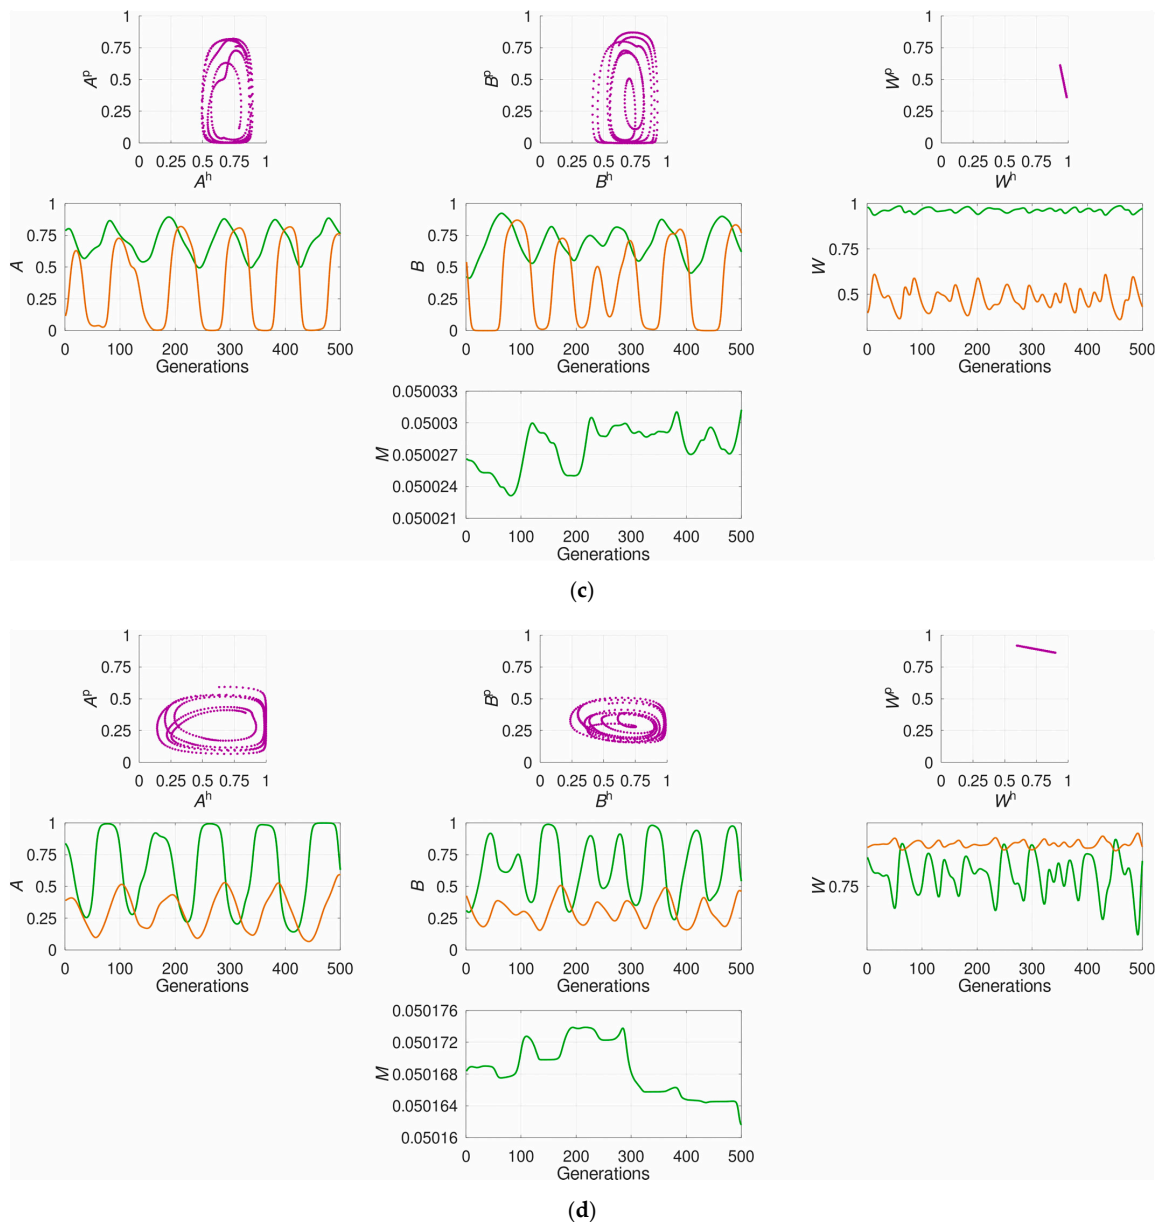 1 1 1
0.75 0.75 0.75
Aᵖ 0.5 Bᵖ 0.5 Wᵖ 0.5
0.25 0.25 0.25
0 0 0
0 0.25 0.5 0.75 1 0 0.25 0.5 0.75 1 0 0.25 0.5 0.75 1
Aʰ Bʰ Wʰ
1 1 1
0.75 0.75 0.75
A 0.5 B 0.5 W
0.25 0.25 0.5
0 0
0 100 200 300 400 500 0 100 200 300 400 500 0 100 200 300 400 500
Generations Generations Generations
0.050033
0.05003
M 0.050027
0.050024
0.050021
0 100 200 300 400 500
Generations
(c)
1 1 1
0.75 0.75 0.75
Aᵖ 0.5 Bᵖ 0.5 Wᵖ 0.5
0.25 0.25 0.25
0 0 0
0 0.25 0.5 0.75 1 0 0.25 0.5 0.75 1 0 0.25 0.5 0.75 1
Aʰ Bʰ Wʰ
1 1
0.75 0.75
A 0.5 B 0.5 W 0.75
0.25 0.25
0 0
0 100 200 300 400 500 0 100 200 300 400 500 0 100 200 300 400 500
Generations Generations Generations
0.050176
0.050172
M 0.050168
0.050164
0.05016
0 100 200 300 400 500
Generations
(d)